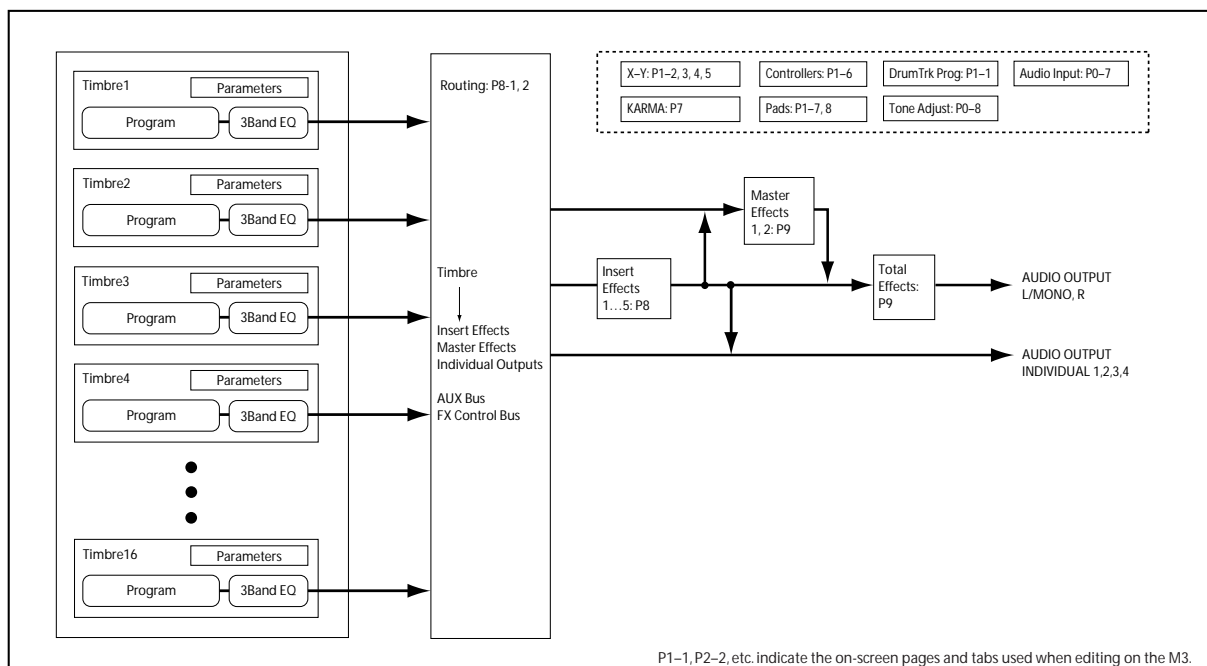 Timbre1
Parameters
Program
3Band EQ
Timbre2
Parameters
Program
3Band EQ
Timbre3
Parameters
Program
3Band EQ
Timbre4
Parameters
Program
3Band EQ
Timbre16
Parameters
Program
3Band EQ
Routing: P8-1, 2
Timbre
Insert Effects
Master Effects
Individual Outputs
AUX Bus
FX Control Bus
X–Y: P1–2, 3, 4, 5
Controllers: P1–6
DrumTrk Prog: P1–1
Audio Input: P0–7
KARMA: P7
Pads: P1–7, 8
Tone Adjust: P0–8
Master
Effects
1, 2: P9
Insert
Effects
1...5: P8
Total
Effects:
P9
AUDIO OUTPUT
L/MONO, R
AUDIO OUTPUT
INDIVIDUAL 1,2,3,4
P1–1, P2–2, etc. indicate the on-screen pages and tabs used when editing on the M3.